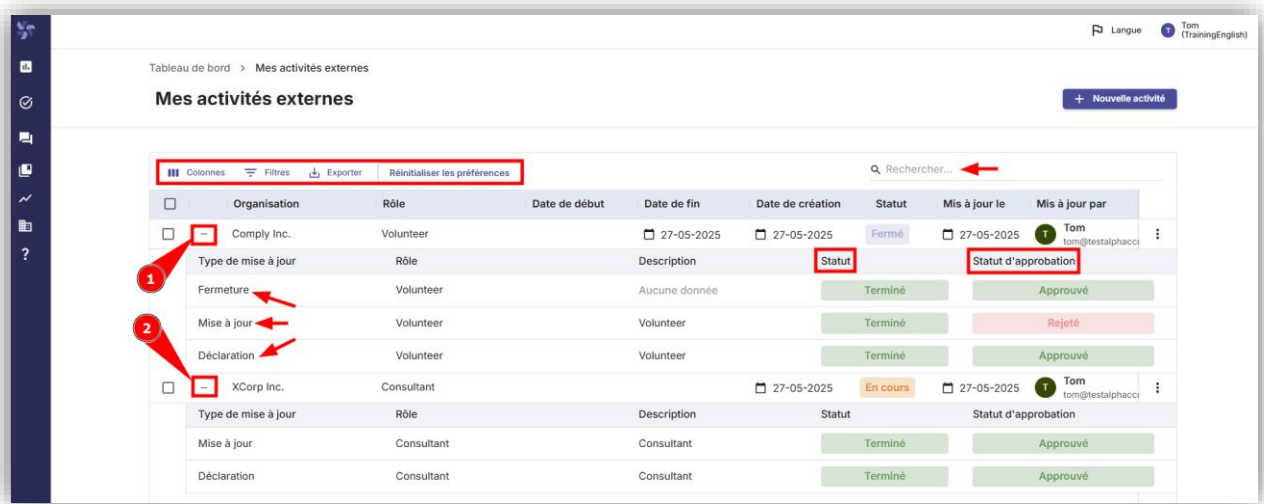 Langue
T
Tom
(TrainingEnglish)
Tableau de bord > Mes activités externes
Mes activités externes
+ Nouvelle activité
Colonnes Filtres Exporter Réinitialiser les préférences
Rechercher...
Organisation Rôle Date de début Date de fin Date de création Statut Mis à jour le Mis à jour par
Comply Inc. Volunteer 27-05-2025 27-05-2025 Fermé 27-05-2025 T Tom
tom@testalphacc
1
Type de mise à jour Rôle Description Statut Statut d'approbation
Fermeture Volunteer Aucune donnée Terminé Approuvé
2
Mise à jour Volunteer Volunteer Terminé Rejeté
Déclaration Volunteer Volunteer Terminé Approuvé
XCorp Inc. Consultant 27-05-2025 En cours 27-05-2025 T Tom
tom@testalphacc
Type de mise à jour Rôle Description Statut Statut d'approbation
Mise à jour Consultant Consultant Terminé Approuvé
Déclaration Consultant Consultant Terminé Approuvé
?